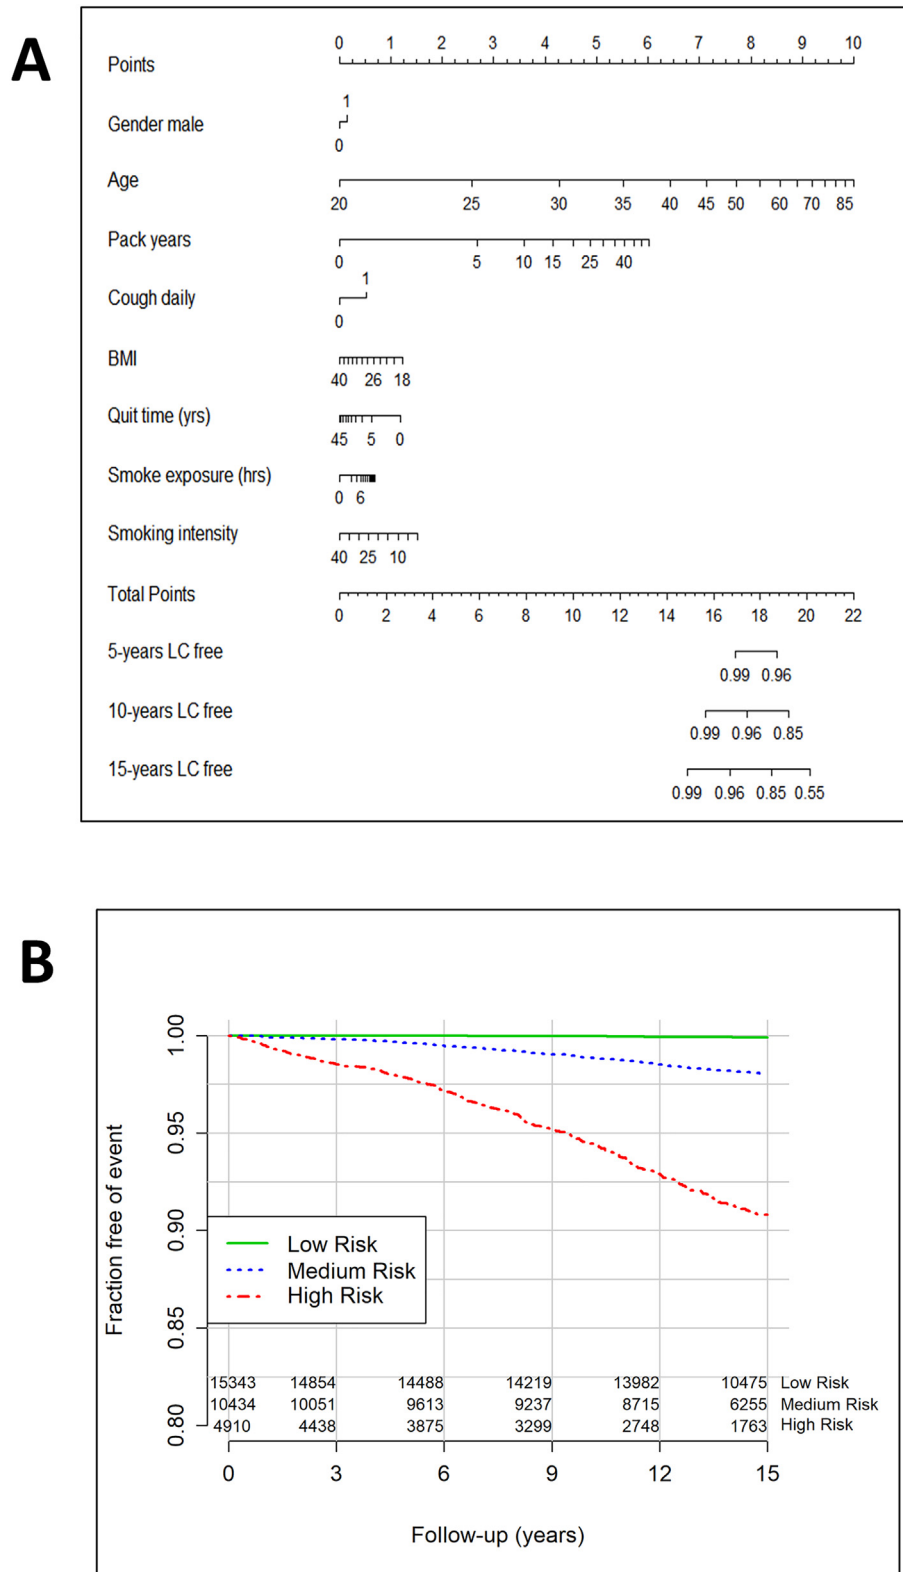 A
Points 0 1 2 3 4 5 6 7 8 9 10
Gender male 0 1
Age 20 25 30 35 40 45 50 60 70 85
Pack years 0 5 10 15 25 40
Cough daily 0 1
BMI 40 26 18
Quit time (yrs) 45 5 0
Smoke exposure (hrs) 0 6
Smoking intensity 40 25 10
Total Points 0 2 4 6 8 10 12 14 16 18 20 22
5-years LC free 0.99 0.96
10-years LC free 0.99 0.96 0.85
15-years LC free 0.99 0.96 0.85 0.55
B
Fraction free of event
1.00
0.95
0.90
0.85
0.80
Low Risk
Medium Risk
High Risk
15343 14854 14488 14219 13982 10475 Low Risk
10434 10051 9613 9237 8715 6255 Medium Risk
4910 4438 3875 3299 2748 1763 High Risk
0 3 6 9 12 15
Follow-up (years)